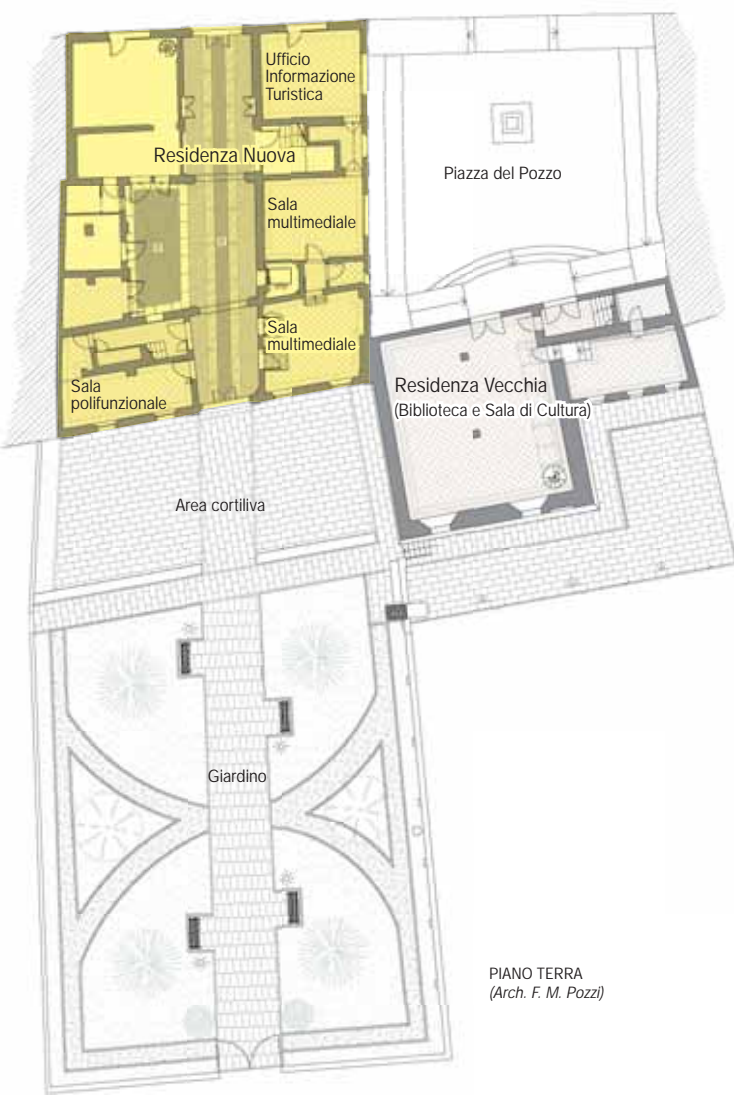 Ufficio
Informazione
Turistica
Residenza Nuova
Piazza del Pozzo
Sala
multimediale
Sala
multimediale
Sala
polifunzionale
Residenza Vecchia
(Biblioteca e Sala di Cultura)
Area cortiliva
Giardino
PIANO TERRA
(Arch. F. M. Pozzi)